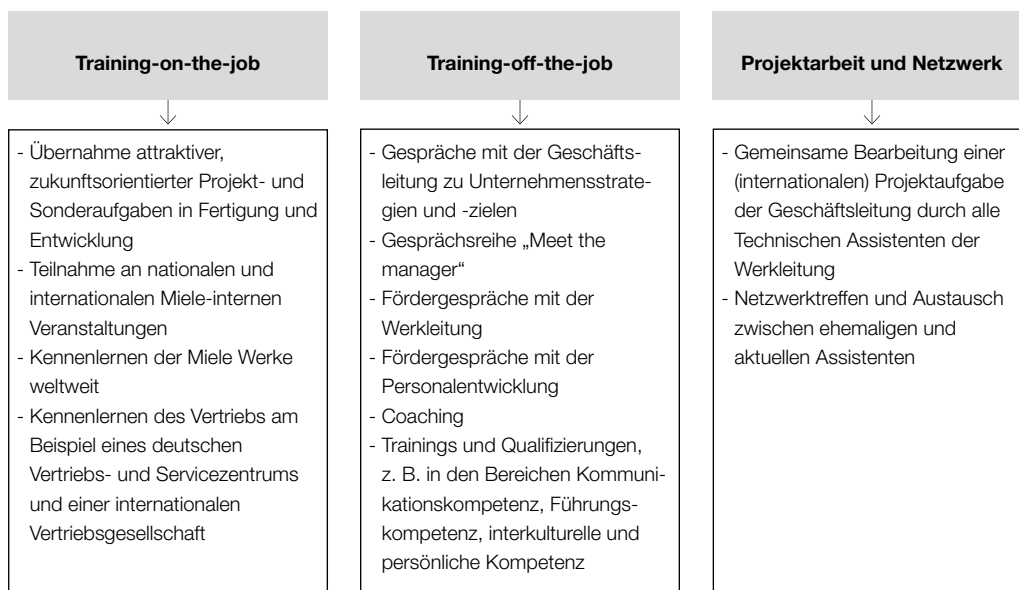 Training-on-the-job
- Übernahme attraktiver,
zukunftsorientierter Projekt- und
Sonderaufgaben in Fertigung und
Entwicklung
- Teilnahme an nationalen und
internationalen Miele-internen
Veranstaltungen
- Kennenlernen der Miele Werke
weltweit
- Kennenlernen des Vertriebs am
Beispiel eines deutschen
Vertriebs- und Servicezentrums
und einer internationalen
Vertriebsgesellschaft
Training-off-the-job
- Gespräche mit der Geschäfts-
leitung zu Unternehmensstrate-
gien und -zielen
- Gesprächsreihe „Meet the
manager“
- Fördergespräche mit der
Werkleitung
- Fördergespräche mit der
Personalentwicklung
- Coaching
- Trainings und Qualifizierungen,
z. B. in den Bereichen Kommuni-
kationskompetenz, Führungs-
kompetenz, interkulturelle und
persönliche Kompetenz
Projektarbeit und Netzwerk
- Gemeinsame Bearbeitung einer
(internationalen) Projektaufgabe
der Geschäftsleitung durch alle
Technischen Assistenten der
Werkleitung
- Netzwerktreffen und Austausch
zwischen ehemaligen und
aktuellen Assistenten